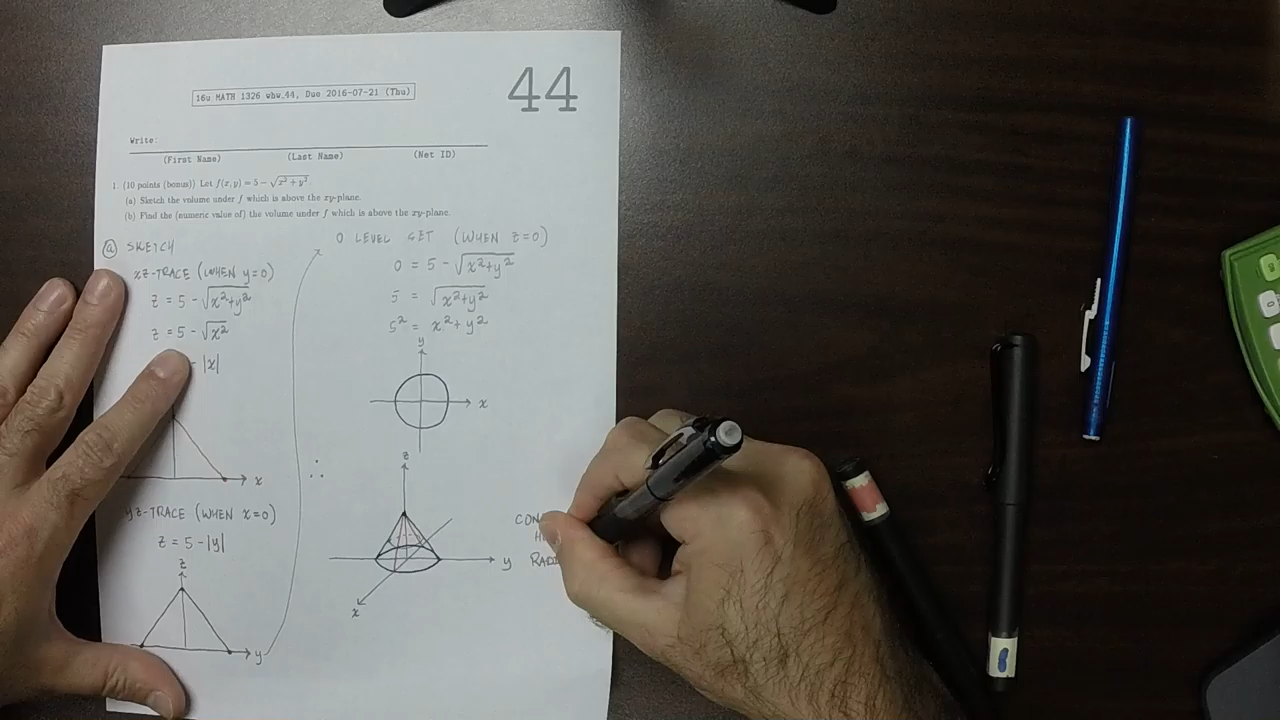 16u MATH 1326 whw.44, Due 2016-07-21 (Thu)
44
Write:
(First Name) (Last Name) (Net ID)
1. (10 points (bonus)) Let f(x,y) = 5 − √(x² + y²).
(a) Sketch the volume under f which is above the xy-plane.
(b) Find the (numeric value of) the volume under f which is above the xy-plane.
ⓐ SKETCH
xz-TRACE (WHEN y=0)
z = 5 - √(x²+y²)
z = 5 - √(x²)
- |x|
x
yz-TRACE (WHEN x=0)
z = 5-|y|
z
y
0 LEVEL SET (WHEN z=0)
0 = 5 - √(x²+y²)
5 = √(x²+y²)
5² = x²+y²
y
x
∴
z
y
x